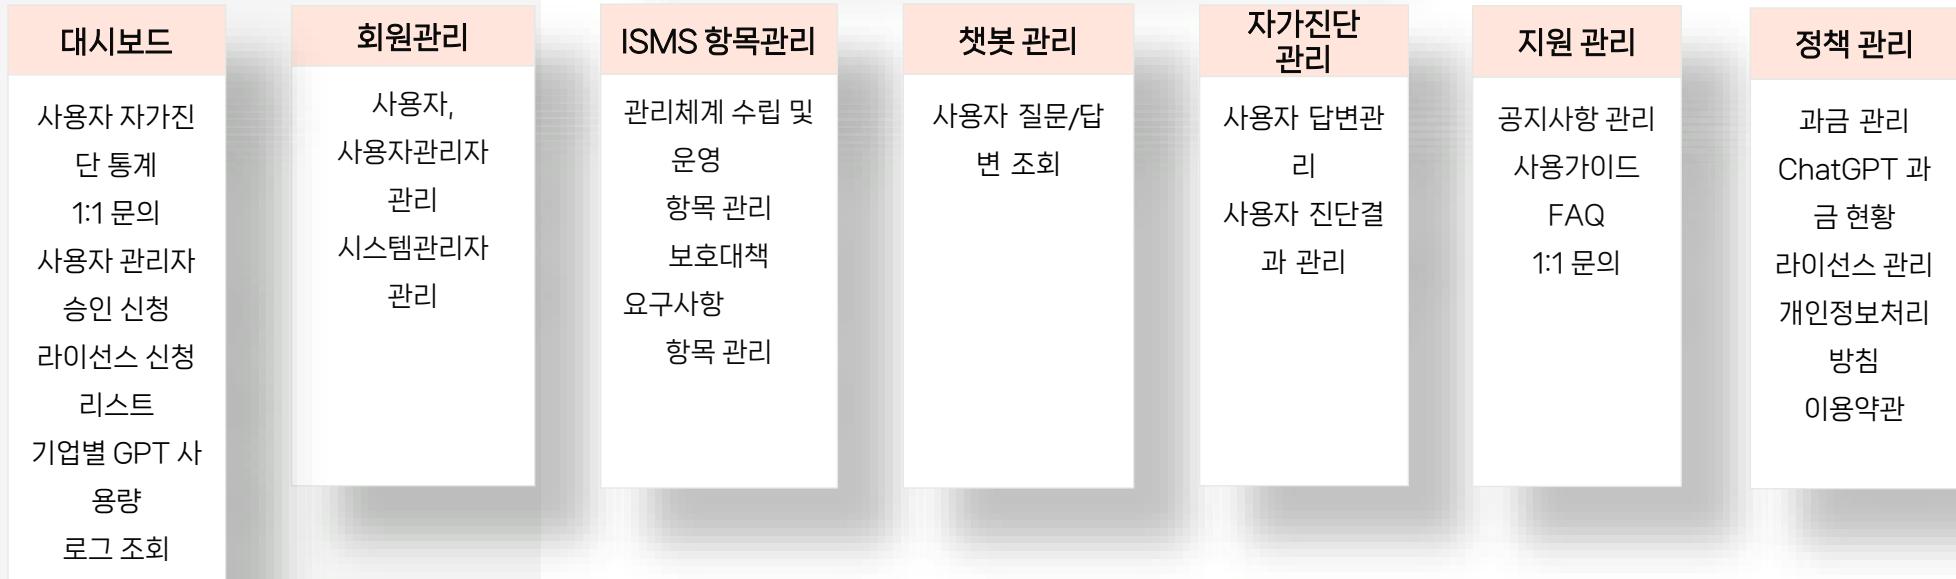 대시보드
사용자 자가진
단 통계
1:1 문의
사용자 관리자
승인 신청
라이선스 신청
리스트
기업별 GPT 사
용량
로그 조회
회원관리
사용자,
사용자관리자
관리
시스템관리자
관리
ISMS 항목관리
관리체계 수립 및
운영
항목 관리
보호대책
요구사항
항목 관리
챗봇 관리
사용자 질문/답
변 조회
자가진단
관리
사용자 답변관
리
사용자 진단결
과 관리
지원 관리
공지사항 관리
사용가이드
FAQ
1:1 문의
정책 관리
과금 관리
ChatGPT 과
금 현황
라이선스 관리
개인정보처리
방침
이용약관